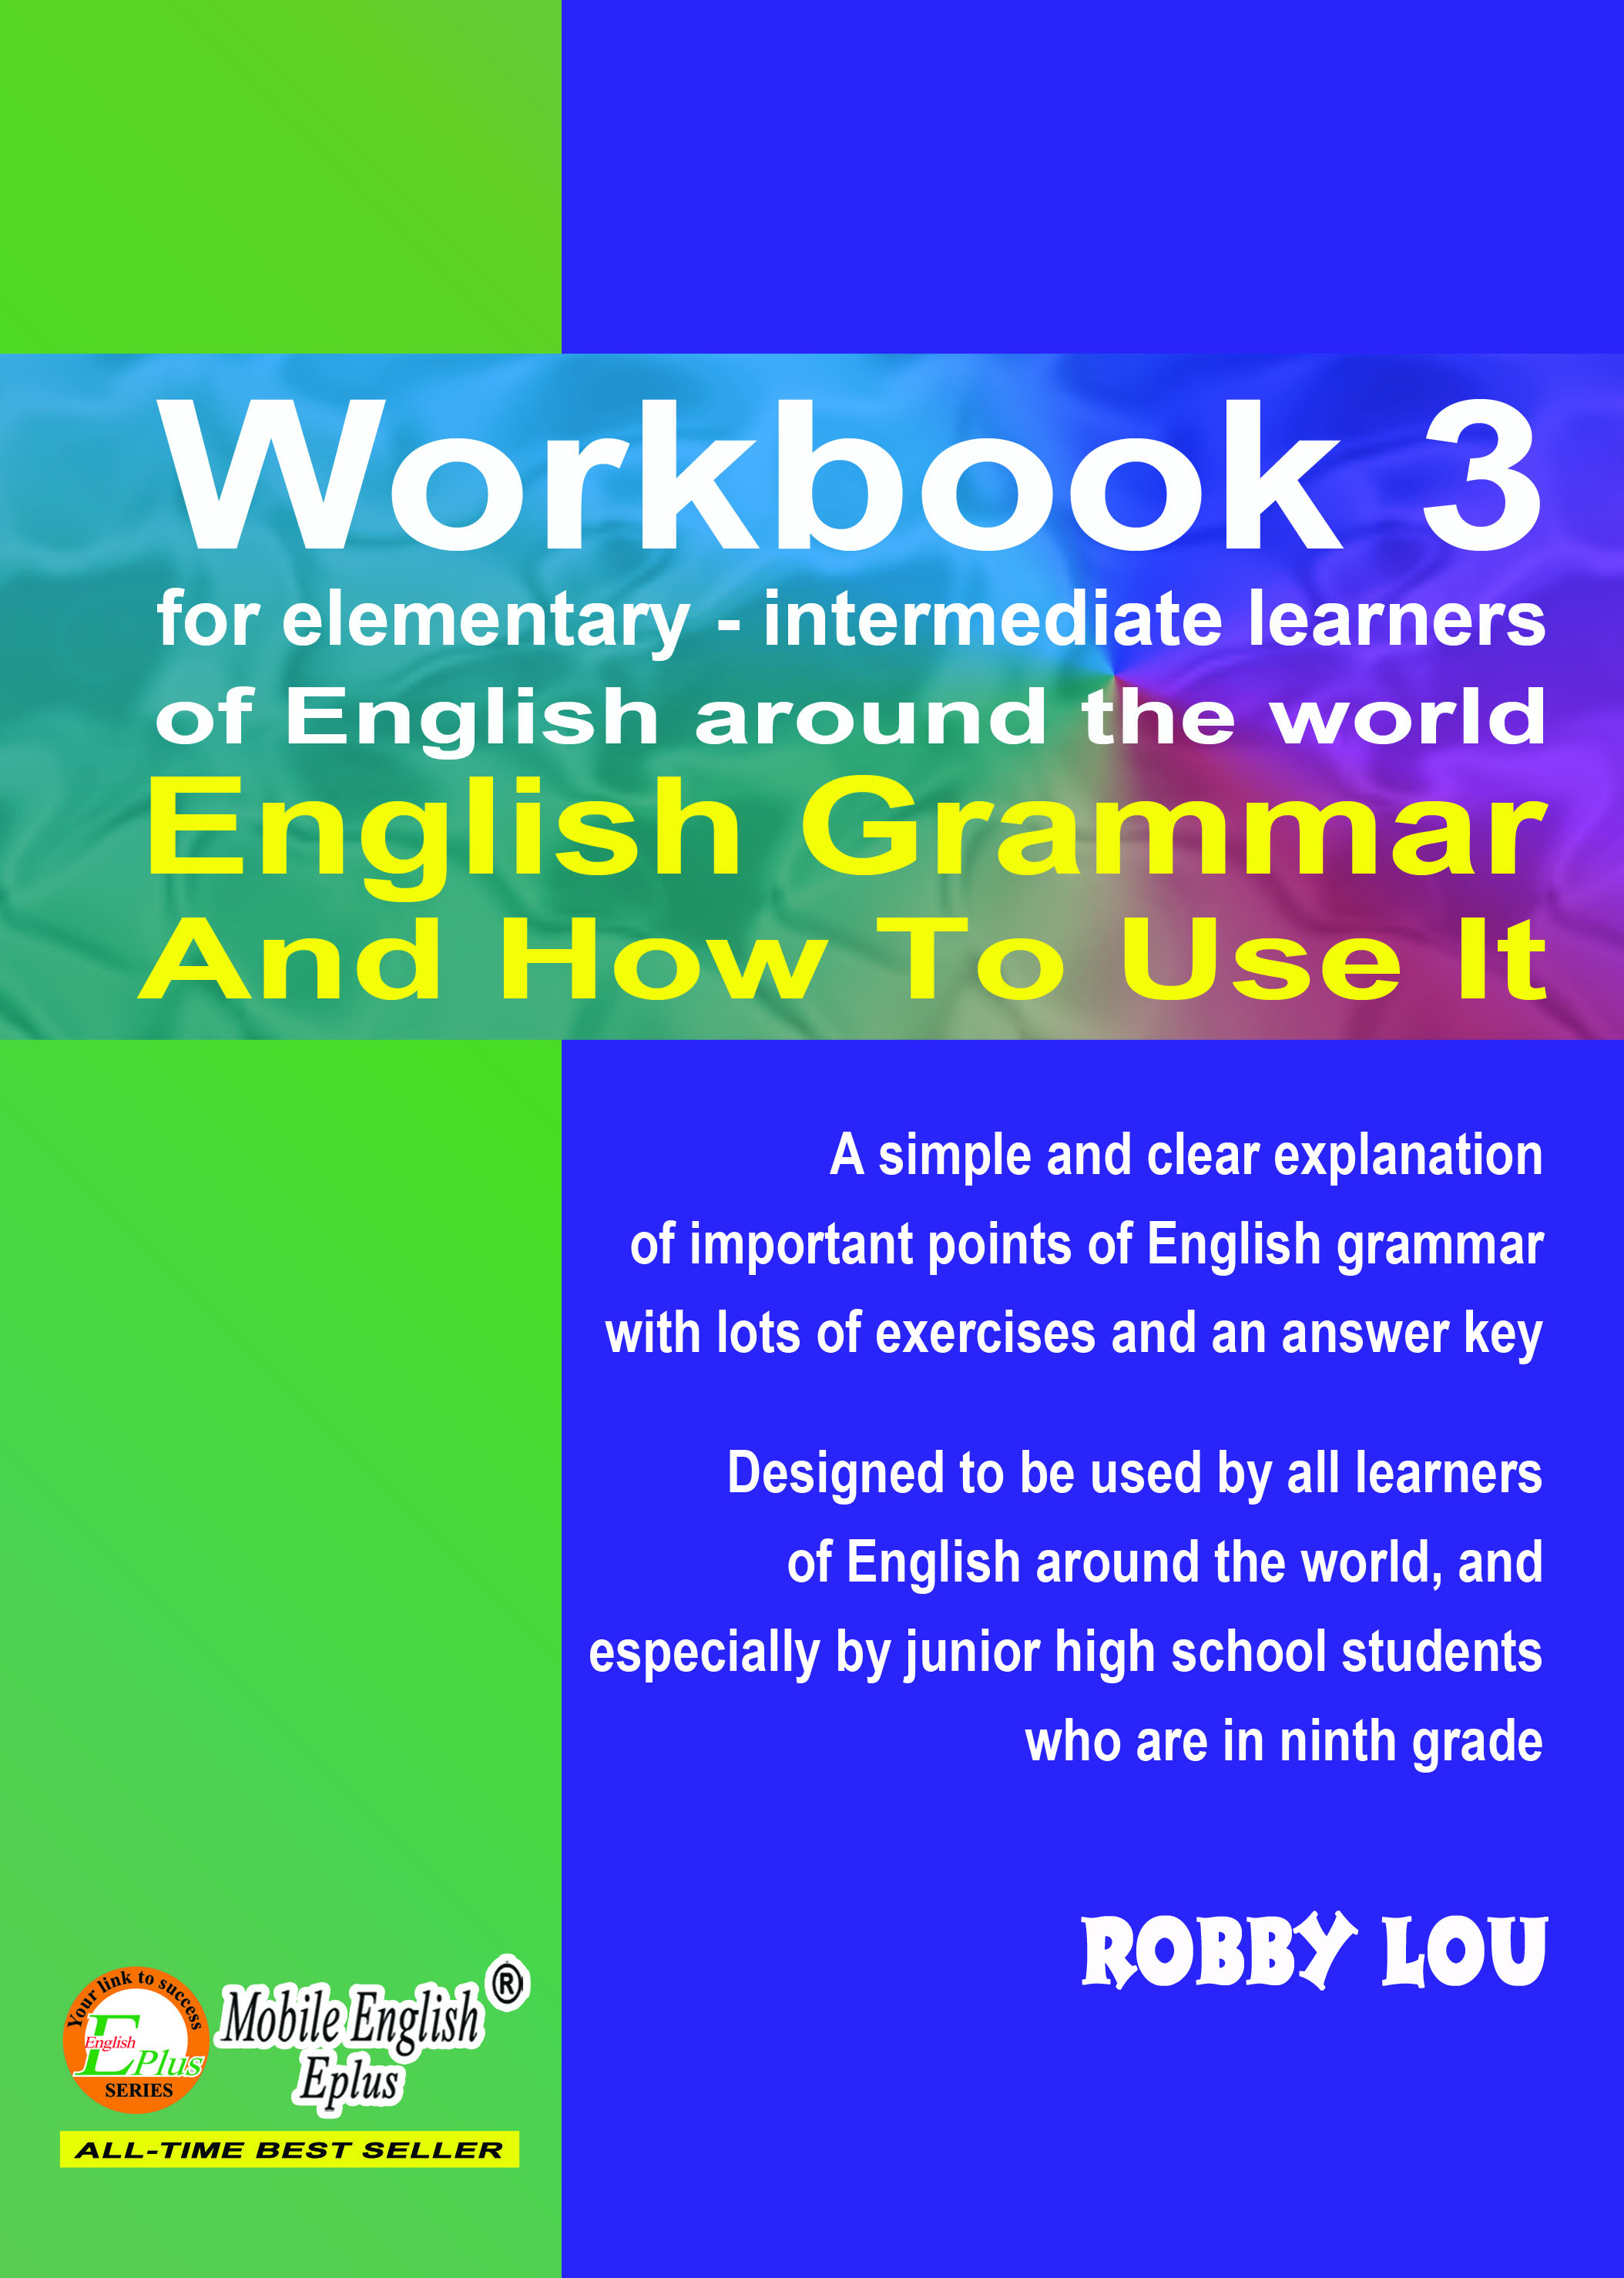 Workbook 3
for elementary - intermediate learners
of English around the world
English Grammar
And How To Use It
A simple and clear explanation
of important points of English grammar
with lots of exercises and an answer key
Designed to be used by all learners
of English around the world, and
especially by junior high school students
who are in ninth grade
ROBBY LOU
Your link to success
English
E Plus
SERIES
Mobile English ®
Eplus
ALL-TIME BEST SELLER